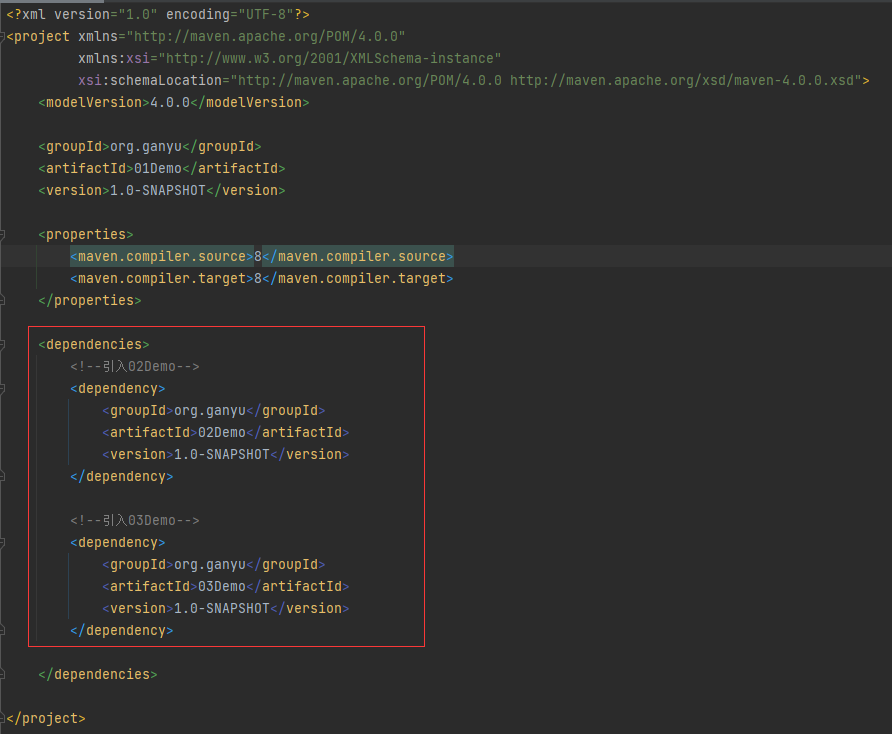 <?xml version="1.0" encoding="UTF-8"?>
<project xmlns="http://maven.apache.org/POM/4.0.0"
         xmlns:xsi="http://www.w3.org/2001/XMLSchema-instance"
         xsi:schemaLocation="http://maven.apache.org/POM/4.0.0 http://maven.apache.org/xsd/maven-4.0.0.xsd">
    <modelVersion>4.0.0</modelVersion>

    <groupId>org.ganyu</groupId>
    <artifactId>01Demo</artifactId>
    <version>1.0-SNAPSHOT</version>

    <properties>
        <maven.compiler.source>8</maven.compiler.source>
        <maven.compiler.target>8</maven.compiler.target>
    </properties>

    <dependencies>
        <!--引入02Demo-->
        <dependency>
            <groupId>org.ganyu</groupId>
            <artifactId>02Demo</artifactId>
            <version>1.0-SNAPSHOT</version>
        </dependency>

        <!--引入03Demo-->
        <dependency>
            <groupId>org.ganyu</groupId>
            <artifactId>03Demo</artifactId>
            <version>1.0-SNAPSHOT</version>
        </dependency>

    </dependencies>

</project>